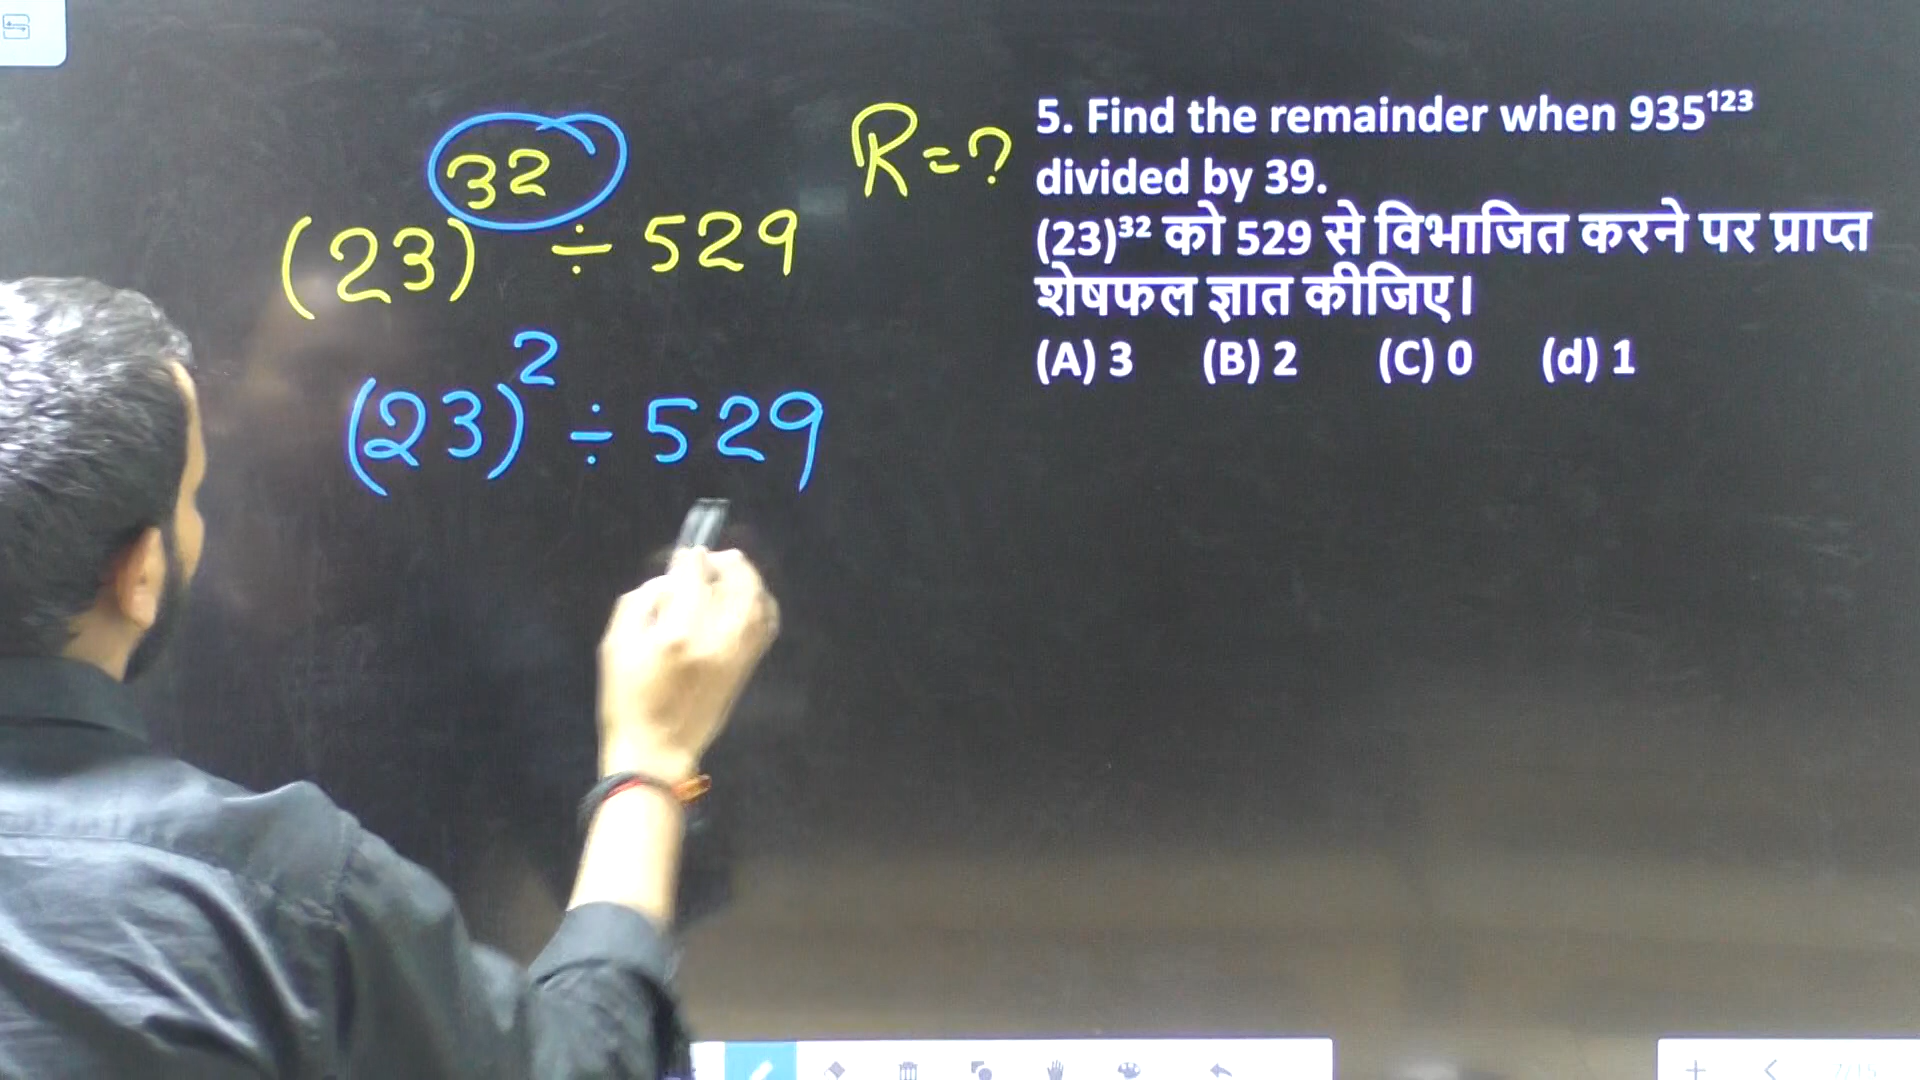 (23)³² ÷ 529
R = ?
(23)² ÷ 529
5. Find the remainder when 935¹²³
divided by 39.
(23)³² को 529 से विभाजित करने पर प्राप्त
शेषफल ज्ञात कीजिए।
(A) 3 (B) 2 (C) 0 (d) 1